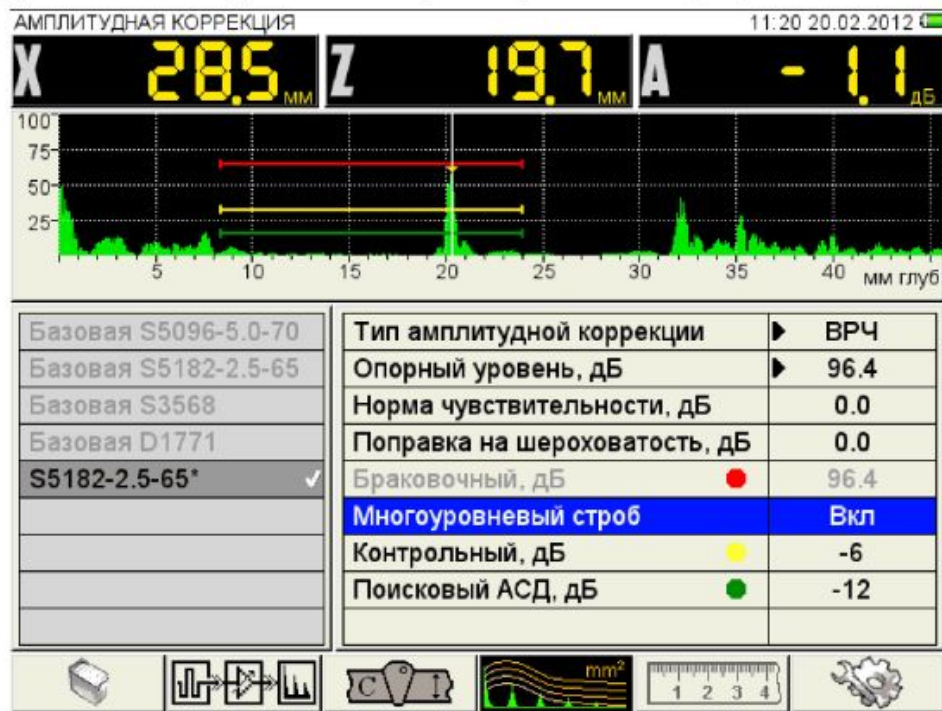 АМПЛИТУДНАЯ КОРРЕКЦИЯ 11:20 20.02.2012
X 28.5 мм Z 19.7 мм A - 1.1 дБ
100
75
50
25
5 10 15 20 25 30 35 40 мм глуб
Базовая S5096-5.0-70
Базовая S5182-2.5-65
Базовая S3568
Базовая D1771
S5182-2.5-65*
Тип амплитудной коррекции ВРЧ
Опорный уровень, дБ 96.4
Норма чувствительности, дБ 0.0
Поправка на шероховатость, дБ 0.0
Браковочный, дБ 96.4
Многоуровневый строб Вкл
Контрольный, дБ -6
Поисковый АСД, дБ -12
C mm² 1 2 3 4